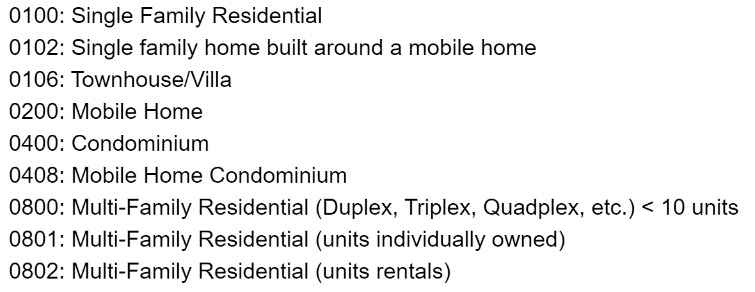 0100: Single Family Residential
0102: Single family home built around a mobile home
0106: Townhouse/Villa
0200: Mobile Home
0400: Condominium
0408: Mobile Home Condominium
0800: Multi-Family Residential (Duplex, Triplex, Quadplex, etc.) < 10 units
0801: Multi-Family Residential (units individually owned)
0802: Multi-Family Residential (units rentals)